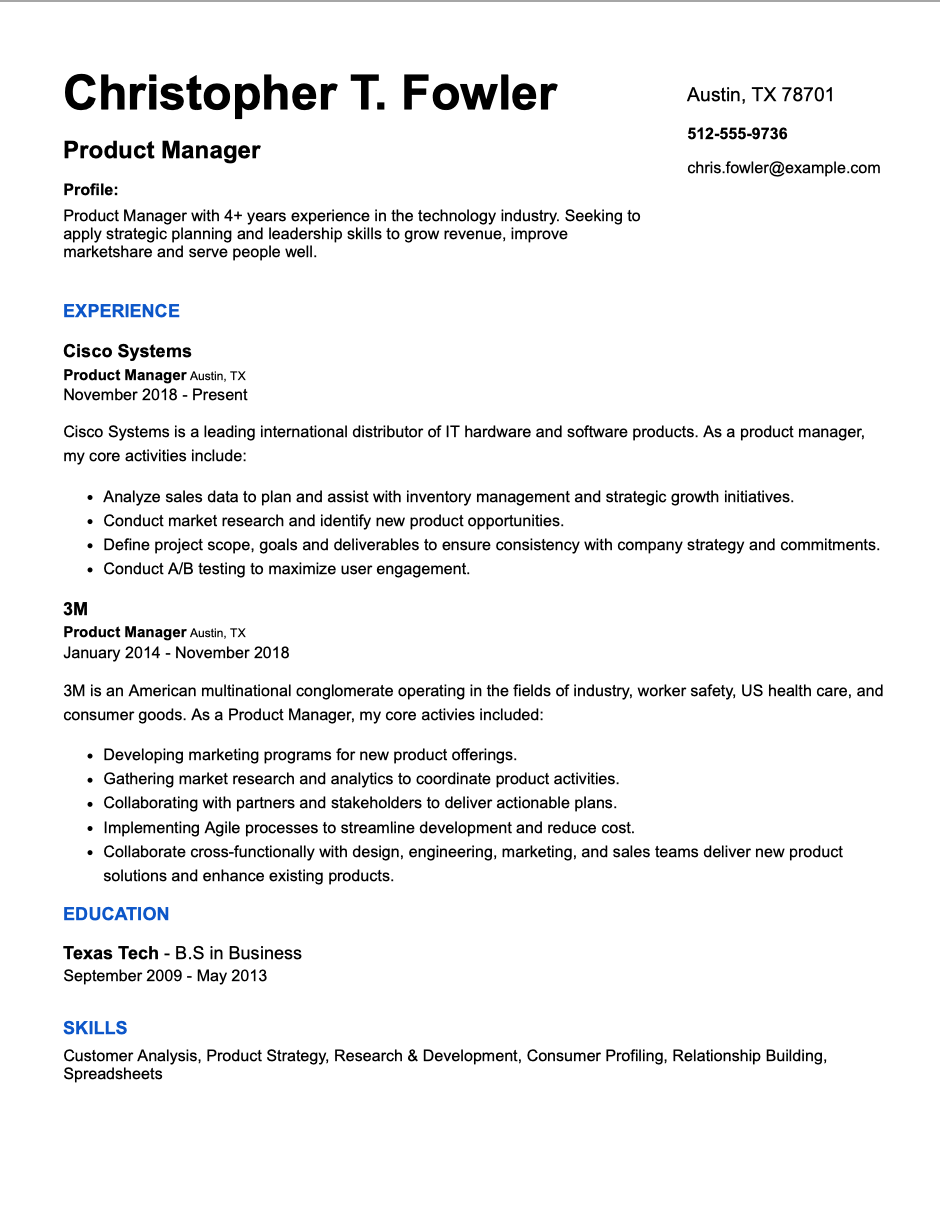 Christopher T. Fowler
Austin, TX 78701
512-555-9736
chris.fowler@example.com
Product Manager
Profile:
Product Manager with 4+ years experience in the technology industry. Seeking to
apply strategic planning and leadership skills to grow revenue, improve
marketshare and serve people well.
EXPERIENCE
Cisco Systems
Product Manager Austin, TX
November 2018 - Present
Cisco Systems is a leading international distributor of IT hardware and software products. As a product manager,
my core activities include:
• Analyze sales data to plan and assist with inventory management and strategic growth initiatives.
• Conduct market research and identify new product opportunities.
• Define project scope, goals and deliverables to ensure consistency with company strategy and commitments.
• Conduct A/B testing to maximize user engagement.
3M
Product Manager Austin, TX
January 2014 - November 2018
3M is an American multinational conglomerate operating in the fields of industry, worker safety, US health care, and
consumer goods. As a Product Manager, my core activies included:
• Developing marketing programs for new product offerings.
• Gathering market research and analytics to coordinate product activities.
• Collaborating with partners and stakeholders to deliver actionable plans.
• Implementing Agile processes to streamline development and reduce cost.
• Collaborate cross-functionally with design, engineering, marketing, and sales teams deliver new product
solutions and enhance existing products.
EDUCATION
Texas Tech - B.S in Business
September 2009 - May 2013
SKILLS
Customer Analysis, Product Strategy, Research & Development, Consumer Profiling, Relationship Building,
Spreadsheets